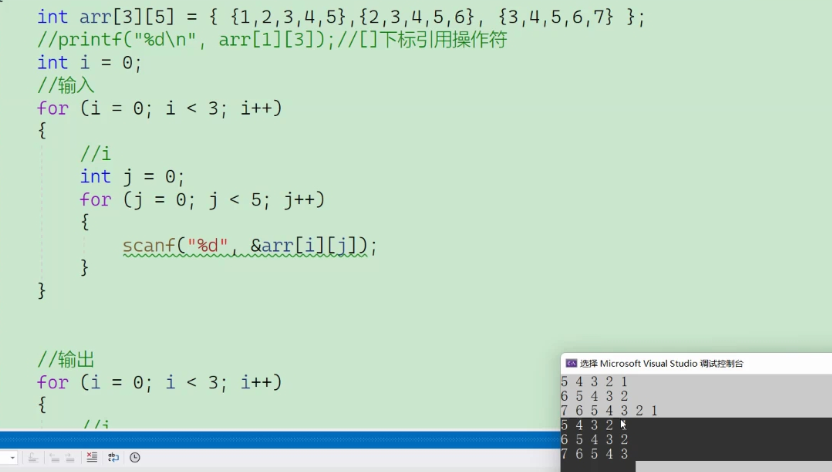 int arr[3][5] = { {1,2,3,4,5},{2,3,4,5,6}, {3,4,5,6,7} };
//printf("%d\n", arr[1][3]);//[]下标引用操作符
int i = 0;
//输入
for (i = 0; i < 3; i++)
{
//i
int j = 0;
for (j = 0; j < 5; j++)
{
scanf("%d", &arr[i][j]);
}
}
//输出
for (i = 0; i < 3; i++)
{
//i
选择 Microsoft Visual Studio 调试控制台
5 4 3 2 1
6 5 4 3 2
7 6 5 4 3 2 1
5 4 3 2 1
6 5 4 3 2
7 6 5 4 3